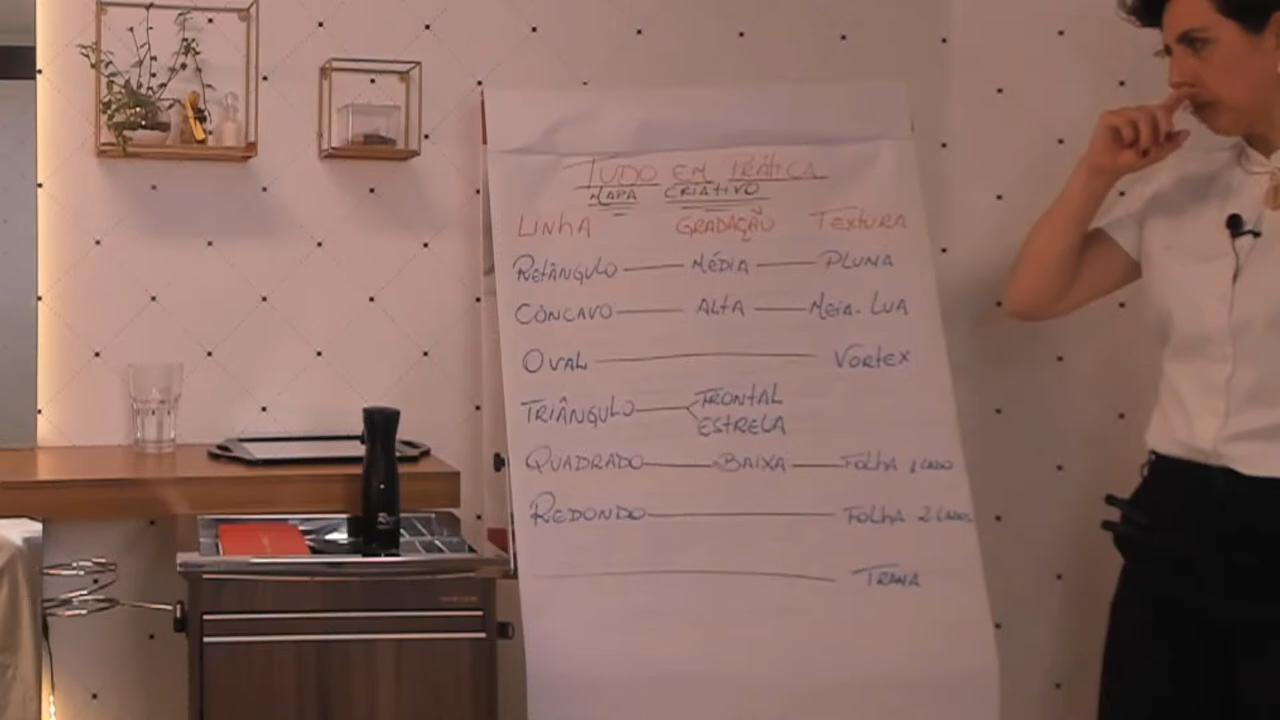 TUDO EM PRÁTICA
MAPA CRIATIVO
LINHA GRADAÇÃO TEXTURA
RETÂNGULO — MÉDIA — PLUMA
CÔNCAVO — ALTA — MEIA-LUA
OVAL — VORTEX
TRIÂNGULO — FRONTAL
ESTRELA
QUADRADO — BAIXA — FOLHA 1 LADO
REDONDO — FOLHA 2 LADOS
— TRAMA